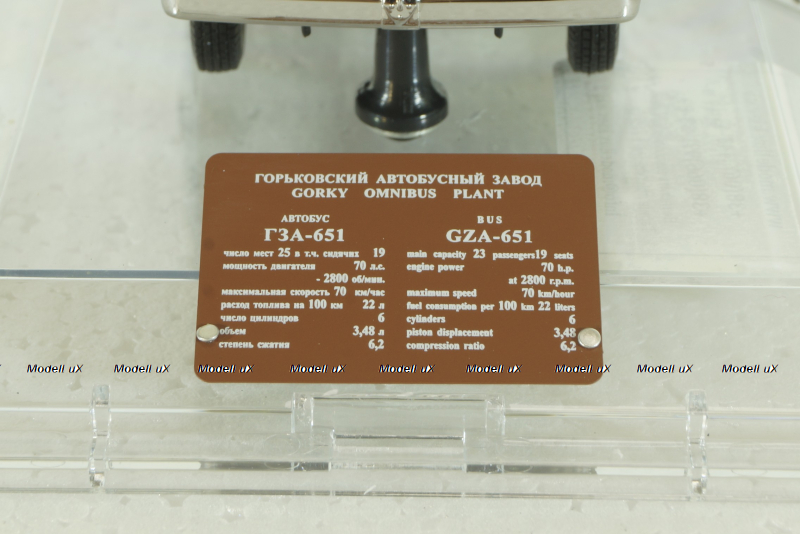 ГОРЬКОВСКИЙ АВТОБУСНЫЙ ЗАВОД
GORKY OMNIBUS PLANT
АВТОБУС
ГЗА-651
число мест 25 в т.ч. сидячих 19
мощность двигателя 70 л.с.
- 2800 об/мин.
максимальная скорость 70 км/час
расход топлива на 100 км 22 л
число цилиндров 6
объем 3,48 л
степень сжатия 6,2
BUS
GZA-651
main capacity 23 passengers19 seats
engine power 70 h.p.
at 2800 r.p.m.
maximum speed 70 km/hour
fuel consumption per 100 km 22 liters
cylinders 6
piston displacement 3,48
compression ratio 6,2
Modell uX Modell uX Modell uX Modell uX Modell uX Modell uX Modell uX Modell uX Modell uX